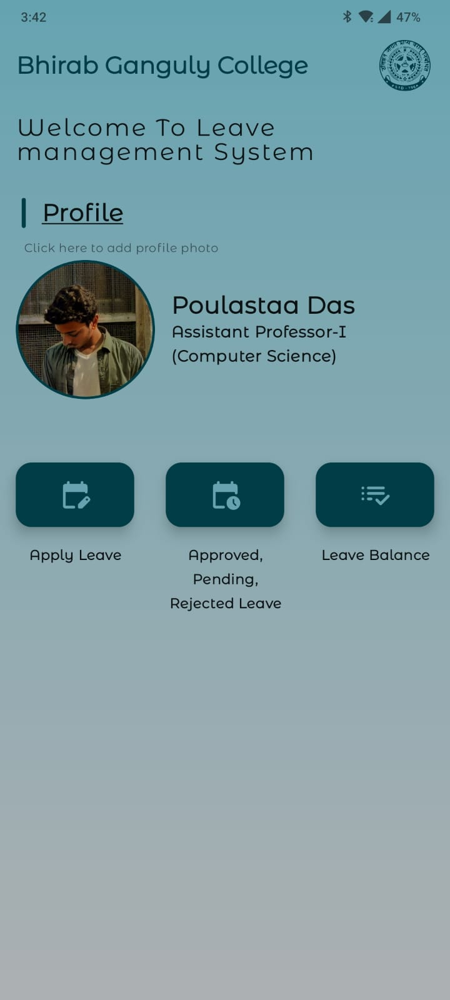 3:42
47%
Bhirab Ganguly College
Welcome To Leave
management System
Profile
Click here to add profile photo
Poulastaa Das
Assistant Professor-I
(Computer Science)
Apply Leave
Approved,
Pending,
Rejected Leave
Leave Balance